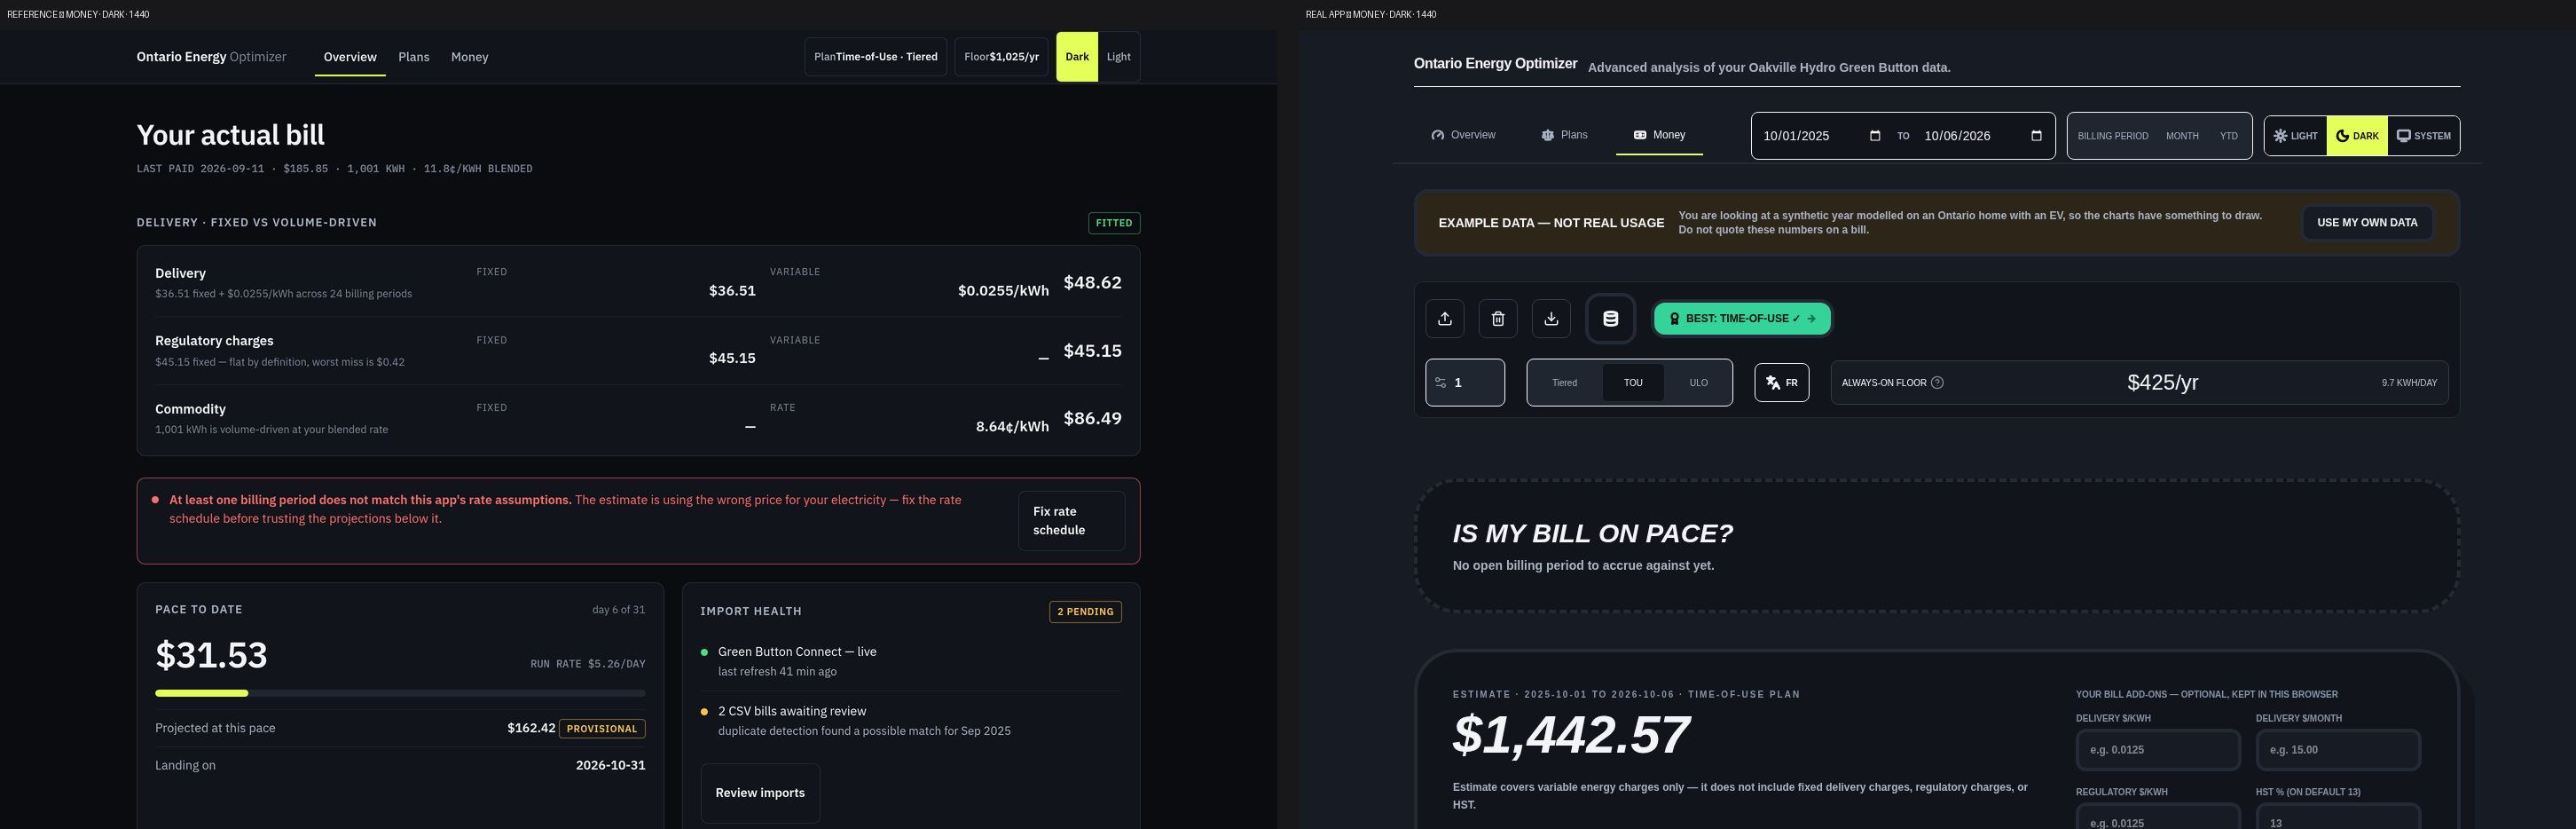 REFERENCE MONEY·DARK·1440
Ontario Energy Optimizer
Overview
Plans
Money
PlanTime-of-Use · Tiered
Floor$1,025/yr
Dark
Light
Your actual bill
LAST PAID 2026-09-11 · $185.85 · 1,001 KWH · 11.8¢/KWH BLENDED
DELIVERY · FIXED VS VOLUME-DRIVEN
FITTED
Delivery
$36.51 fixed + $0.0255/kWh across 24 billing periods
FIXED
$36.51
VARIABLE
$0.0255/kWh
$48.62
Regulatory charges
$45.15 fixed — flat by definition, worst miss is $0.42
FIXED
$45.15
VARIABLE
—
$45.15
Commodity
1,001 kWh is volume-driven at your blended rate
FIXED
—
RATE
8.64¢/kWh
$86.49
At least one billing period does not match this app's rate assumptions. The estimate is using the wrong price for your electricity — fix the rate
schedule before trusting the projections below it.
Fix rate
schedule
PACE TO DATE
day 6 of 31
$31.53
RUN RATE $5.26/DAY
Projected at this pace
$162.42 PROVISIONAL
Landing on
2026-10-31
IMPORT HEALTH
2 PENDING
Green Button Connect — live
last refresh 41 min ago
2 CSV bills awaiting review
duplicate detection found a possible match for Sep 2025
Review imports
REAL APP MONEY·DARK·1440
Ontario Energy Optimizer
Advanced analysis of your Oakville Hydro Green Button data.
Overview
Plans
Money
10/01/2025
TO
10/06/2026
BILLING PERIOD
MONTH
YTD
LIGHT
DARK
SYSTEM
EXAMPLE DATA — NOT REAL USAGE
You are looking at a synthetic year modelled on an Ontario home with an EV, so the charts have something to draw.
Do not quote these numbers on a bill.
USE MY OWN DATA
BEST: TIME-OF-USE ✓ →
1
Tiered
TOU
ULO
FR
ALWAYS-ON FLOOR ?
$425/yr
9.7 KWH/DAY
IS MY BILL ON PACE?
No open billing period to accrue against yet.
ESTIMATE · 2025-10-01 TO 2026-10-06 · TIME-OF-USE PLAN
$1,442.57
Estimate covers variable energy charges only — it does not include fixed delivery charges, regulatory charges, or
HST.
YOUR BILL ADD-ONS — OPTIONAL, KEPT IN THIS BROWSER
DELIVERY $/KWH
DELIVERY $/MONTH
e.g. 0.0125
e.g. 15.00
REGULATORY $/KWH
HST % (ON DEFAULT 13)
e.g. 0.0125
13